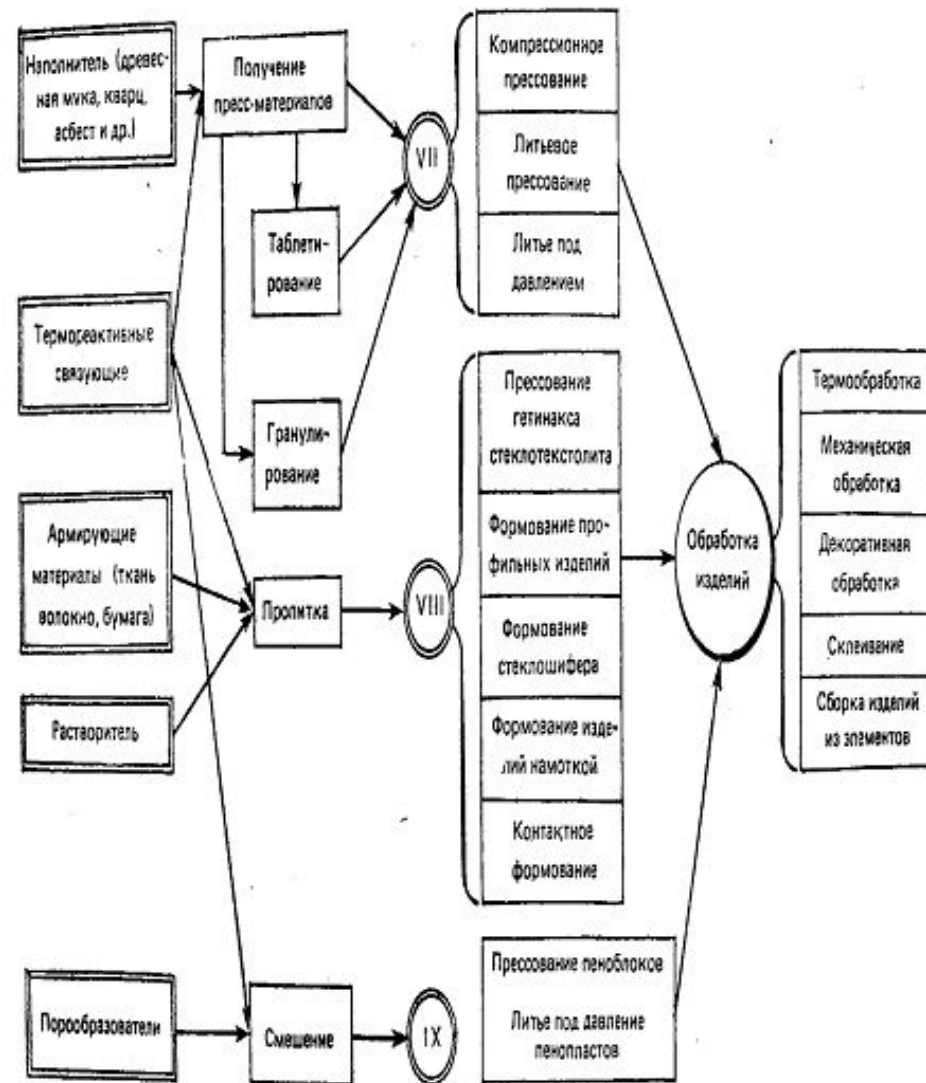 Наполнитель (древес-
ная мука, кварц,
асбест и др.)
Термореактивные
связующие
Армирующие
материалы (ткань
волокно, бумага)
Растворитель
Порообразователи
Получение
пресс-материалов
Таблети-
рование
Гранули-
рование
Пролитка
Смешение
VII
VIII
IX
Компрессионное
прессование
Литьевое
прессование
Литье под
давлением
Прессование
гетинакса
стеклотекстолита
Формование про-
фильных изделий
Формование
стеклошифера
Формование изде-
лий намоткой
Контактное
формование
Прессование пеноблоков
Литье под давление
пенопластов
Обработка
изделий
Термообработка
Механическая
обработка
Декоративная
обработка
Склеивание
Сборка изделий
из элементов